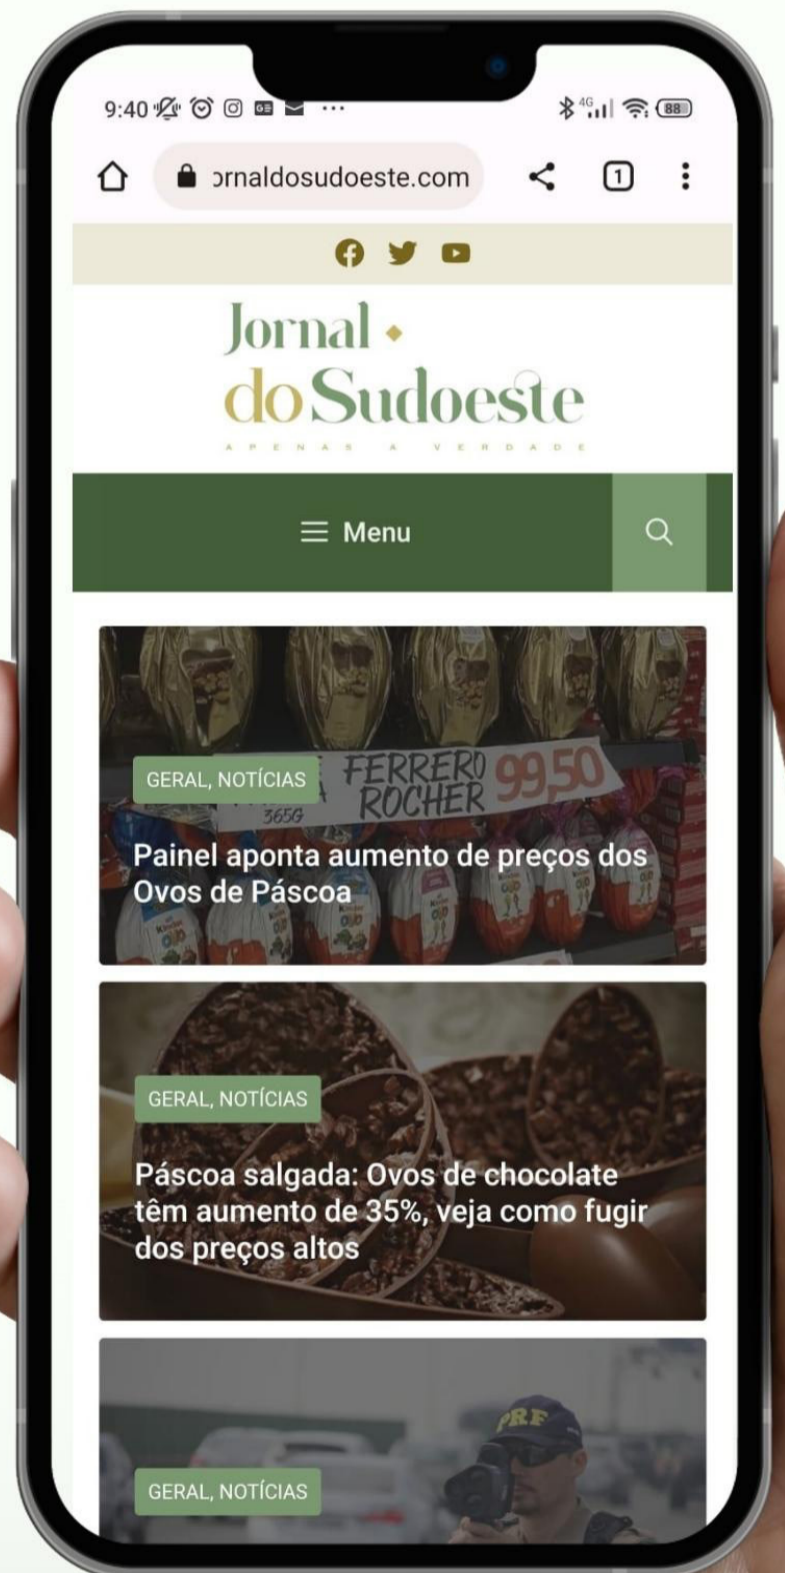 9:40
4G
88
ornaldosudoeste.com
1
Jornal
do Sudoeste
APENAS A VERDADE
Menu
FERRERO
ROCHER
99,50
365G
GERAL, NOTÍCIAS
Painel aponta aumento de preços dos
Ovos de Páscoa
GERAL, NOTÍCIAS
Páscoa salgada: Ovos de chocolate
têm aumento de 35%, veja como fugir
dos preços altos
PRF
GERAL, NOTÍCIAS